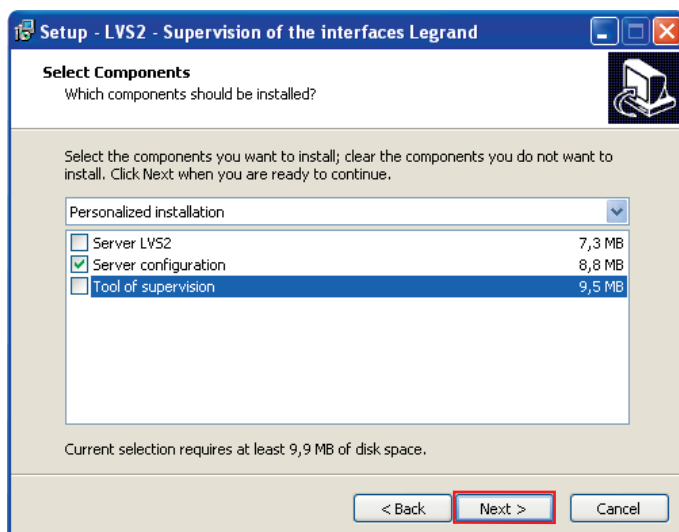 Setup - LVS2 - Supervision of the interfaces Legrand
Select Components
Which components should be installed?
Select the components you want to install; clear the components you do not want to
install. Click Next when you are ready to continue.
Personalized installation
Server LVS2 7,3 MB
Server configuration 8,8 MB
Tool of supervision 9,5 MB
Current selection requires at least 9,9 MB of disk space.
< Back Next > Cancel